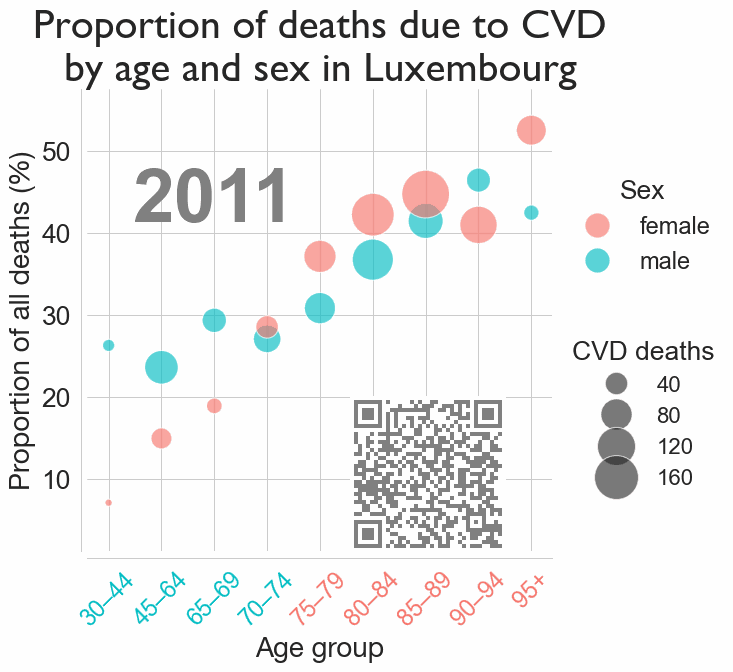 Proportion of deaths due to CVD
by age and sex in Luxembourg
Proportion of all deaths (%)
50
40
30
20
10
2011
30–44
45–64
65–69
70–74
75–79
80–84
85–89
90–94
95+
Age group
Sex
female
male
CVD deaths
40
80
120
160